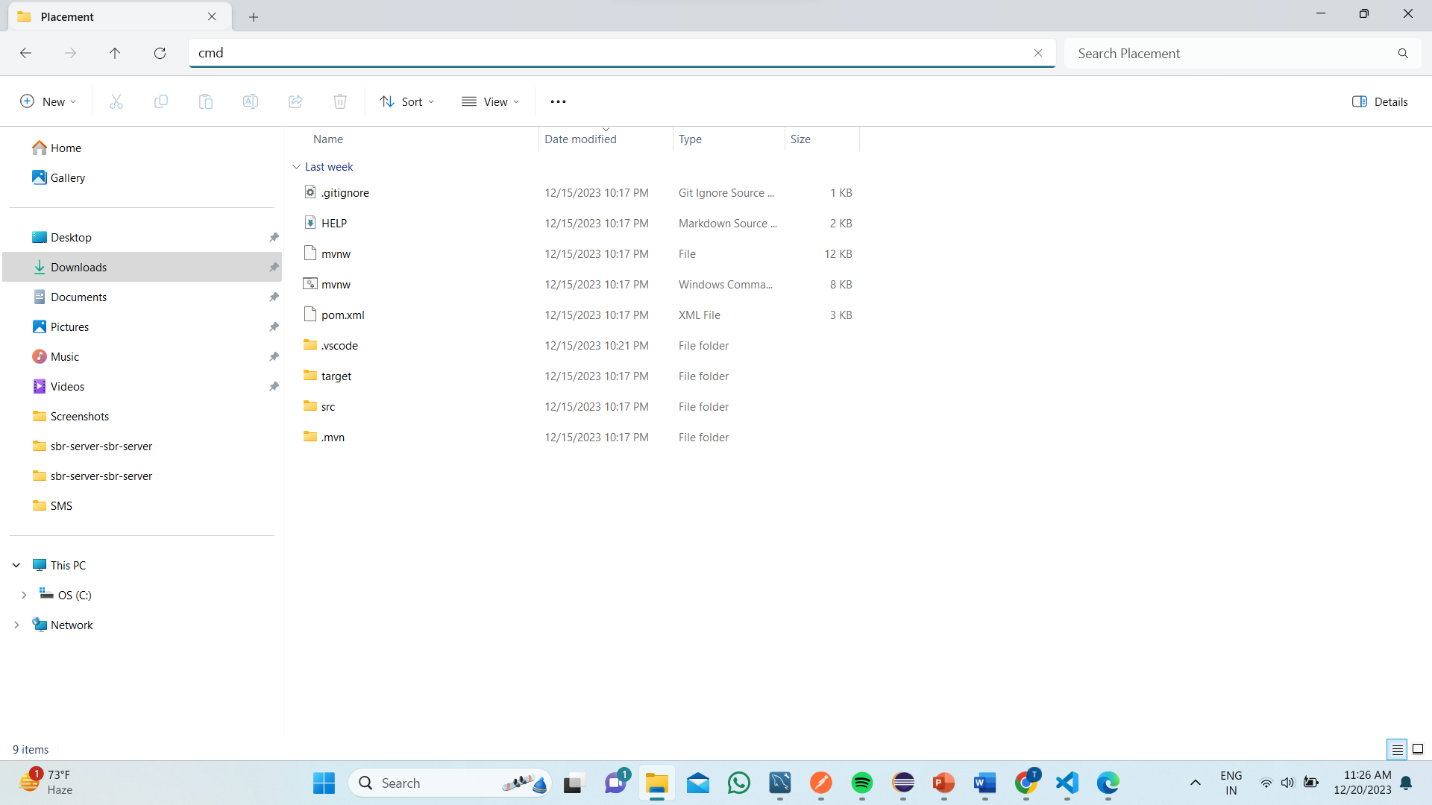 Placement
cmd
Search Placement
New
Sort
View
Details
Home
Gallery
Desktop
Downloads
Documents
Pictures
Music
Videos
Screenshots
sbr-server-sbr-server
sbr-server-sbr-server
SMS
This PC
OS (C:)
Network
Name Date modified Type Size
Last week
.gitignore 12/15/2023 10:17 PM Git Ignore Source ... 1 KB
HELP 12/15/2023 10:17 PM Markdown Source ... 2 KB
mvnw 12/15/2023 10:17 PM File 12 KB
mvnw 12/15/2023 10:17 PM Windows Comma... 8 KB
pom.xml 12/15/2023 10:17 PM XML File 3 KB
.vscode 12/15/2023 10:21 PM File folder
target 12/15/2023 10:17 PM File folder
src 12/15/2023 10:17 PM File folder
.mvn 12/15/2023 10:17 PM File folder
9 items
1
73°F
Haze
Search
1
T
ENG
IN
11:26 AM
12/20/2023